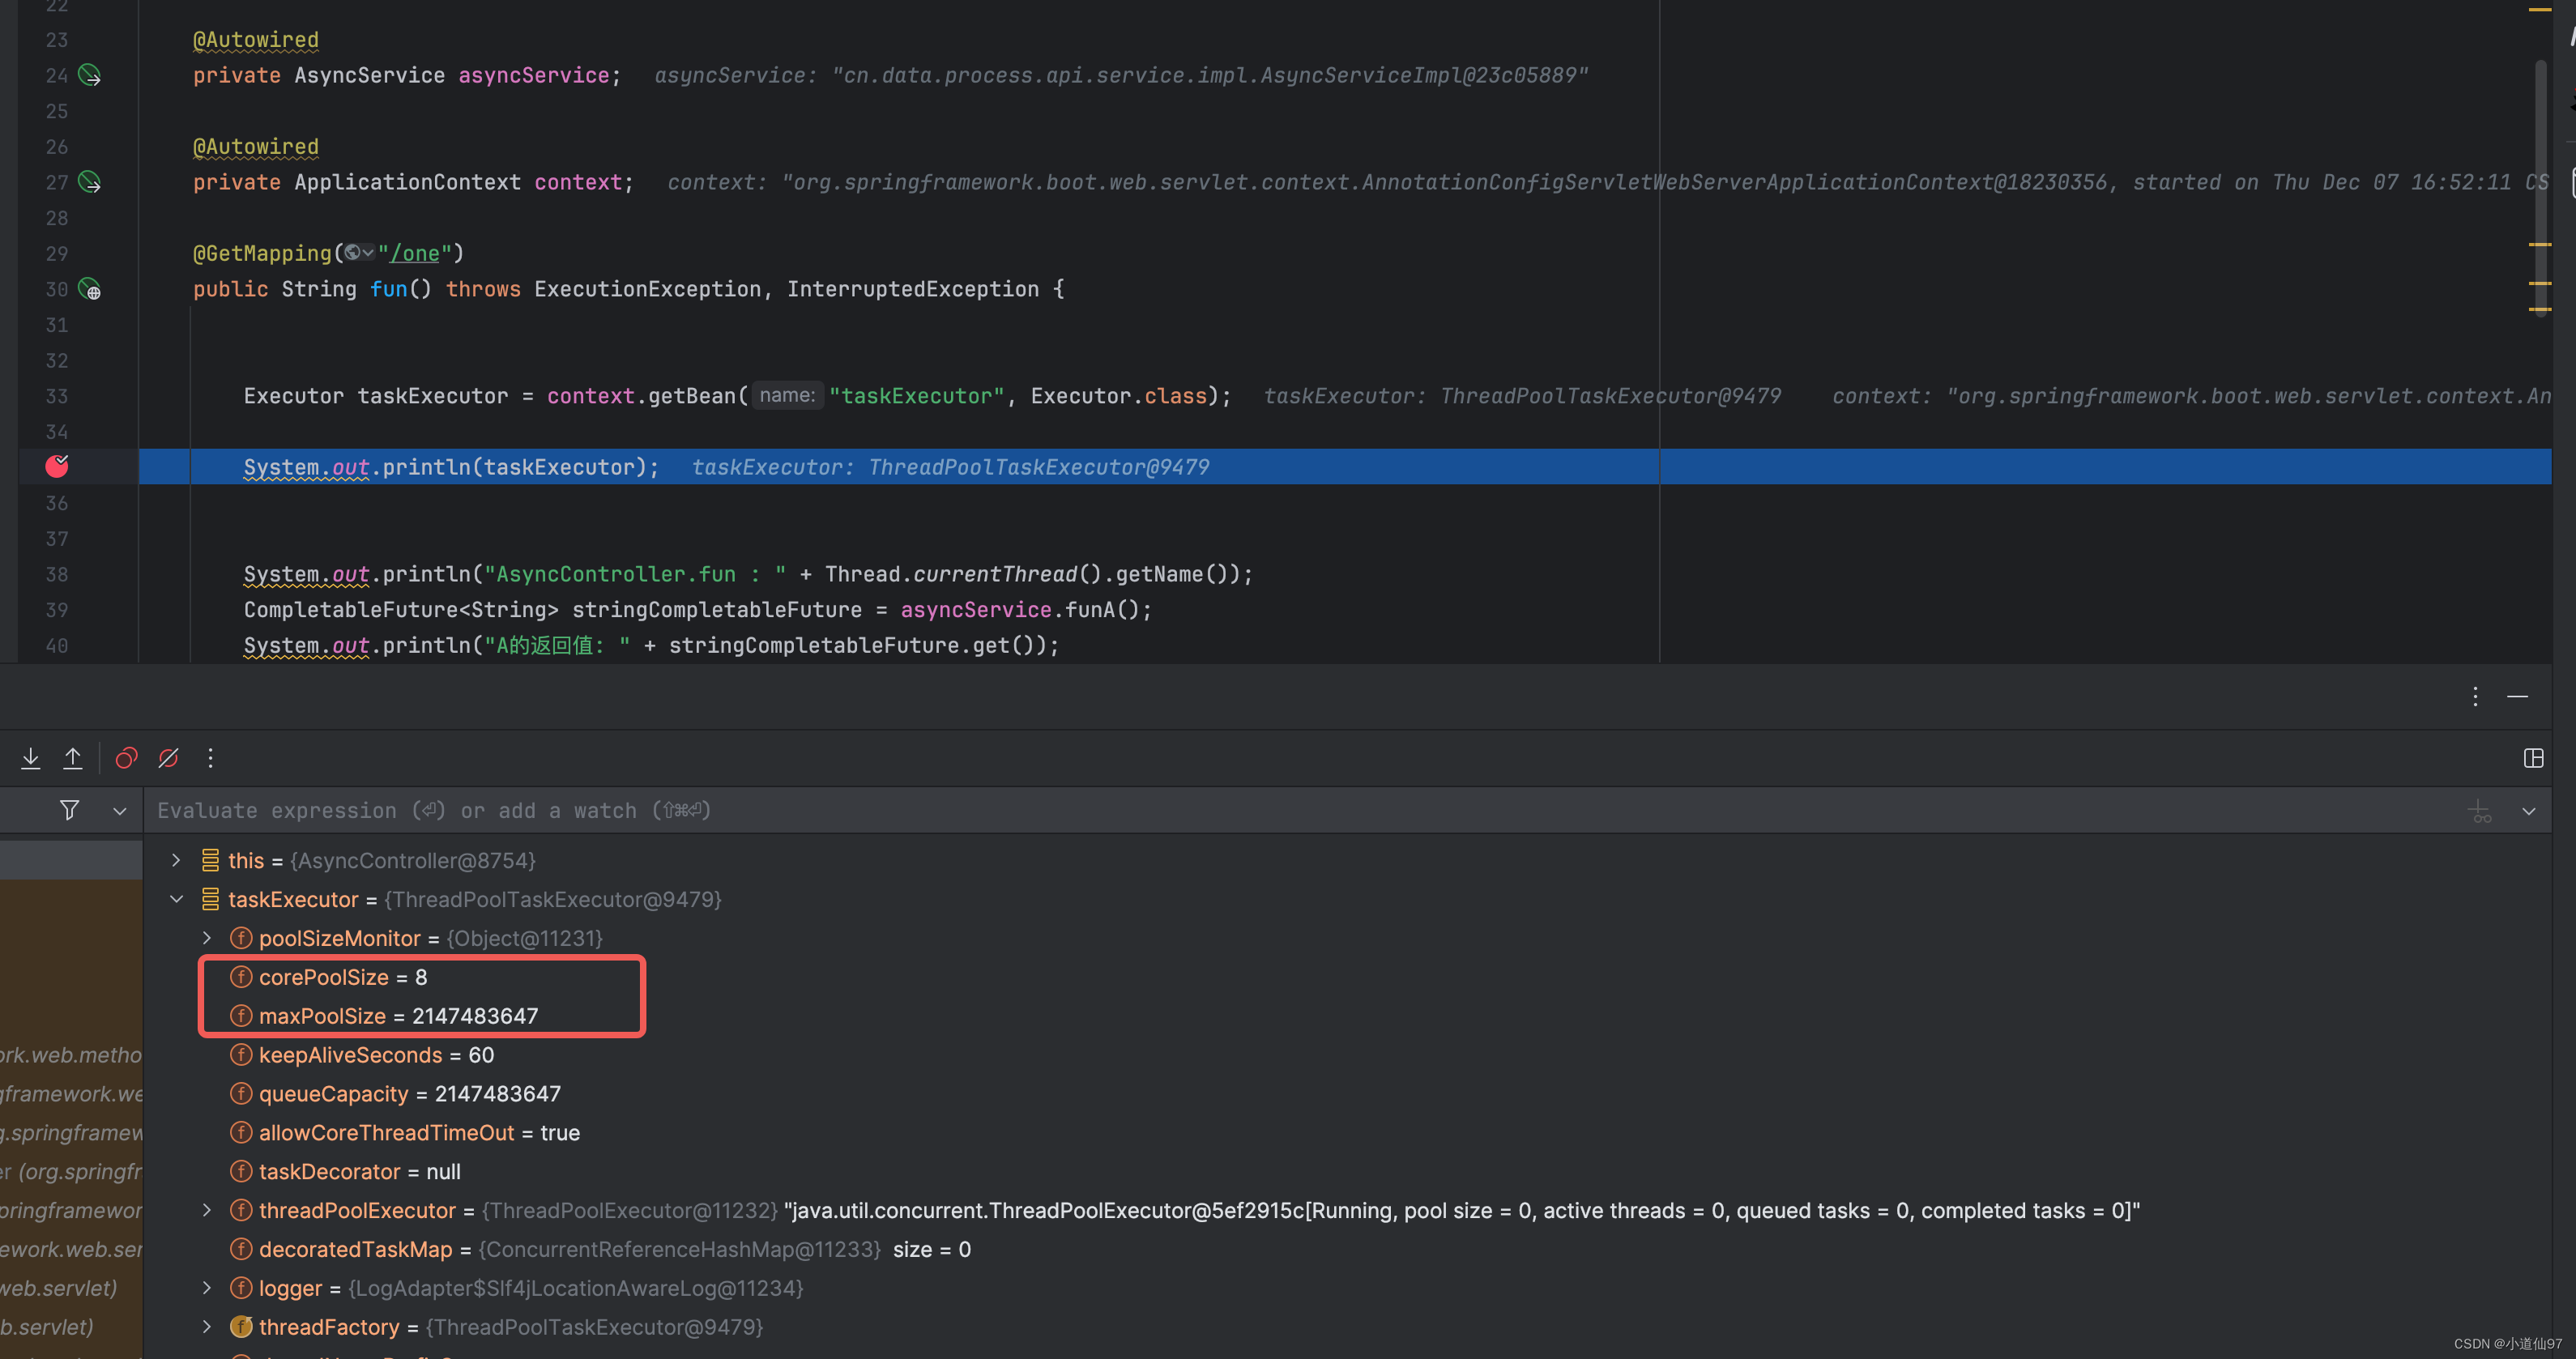 22
23 @Autowired
24 private AsyncService asyncService; asyncService: "cn.data.process.api.service.impl.AsyncServiceImpl@23c05889"
25
26 @Autowired
27 private ApplicationContext context; context: "org.springframework.boot.web.servlet.context.AnnotationConfigServletWebServerApplicationContext@18230356, started on Thu Dec 07 16:52:11 CS
28
29 @GetMapping("/one")
30 public String fun() throws ExecutionException, InterruptedException {
31
32
33 Executor taskExecutor = context.getBean( name: "taskExecutor", Executor.class); taskExecutor: ThreadPoolTaskExecutor@9479 context: "org.springframework.boot.web.servlet.context.An
34
System.out.println(taskExecutor); taskExecutor: ThreadPoolTaskExecutor@9479
36
37
38 System.out.println("AsyncController.fun : " + Thread.currentThread().getName());
39 CompletableFuture<String> stringCompletableFuture = asyncService.funA();
40 System.out.println("A的返回值: " + stringCompletableFuture.get());
Evaluate expression (⏎) or add a watch (⇧⌘⏎)
this = {AsyncController@8754}
taskExecutor = {ThreadPoolTaskExecutor@9479}
poolSizeMonitor = {Object@11231}
corePoolSize = 8
maxPoolSize = 2147483647
ork.web.metho
keepAliveSeconds = 60
gframework.we
queueCapacity = 2147483647
g.springframew
allowCoreThreadTimeOut = true
er (org.springfr
taskDecorator = null
pringframewor
threadPoolExecutor = {ThreadPoolExecutor@11232} "java.util.concurrent.ThreadPoolExecutor@5ef2915c[Running, pool size = 0, active threads = 0, queued tasks = 0, completed tasks = 0]"
ework.web.ser
decoratedTaskMap = {ConcurrentReferenceHashMap@11233} size = 0
web.servlet)
logger = {LogAdapter$Slf4jLocationAwareLog@11234}
b.servlet)
threadFactory = {ThreadPoolTaskExecutor@9479}
CSDN @小道仙97